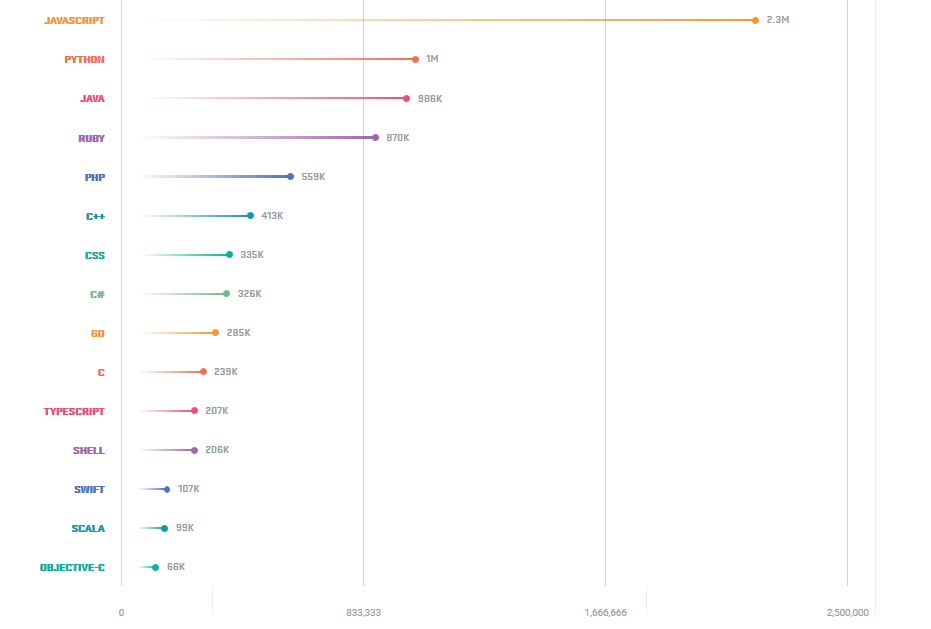 JAVASCRIPT 2.3M
PYTHON 1M
JAVA 986K
RUBY 870K
PHP 559K
C++ 413K
CSS 335K
C# 326K
GO 285K
C 239K
TYPESCRIPT 207K
SHELL 206K
SWIFT 107K
SCALA 99K
OBJECTIVE-C 66K
0 833,333 1,666,666 2,500,000